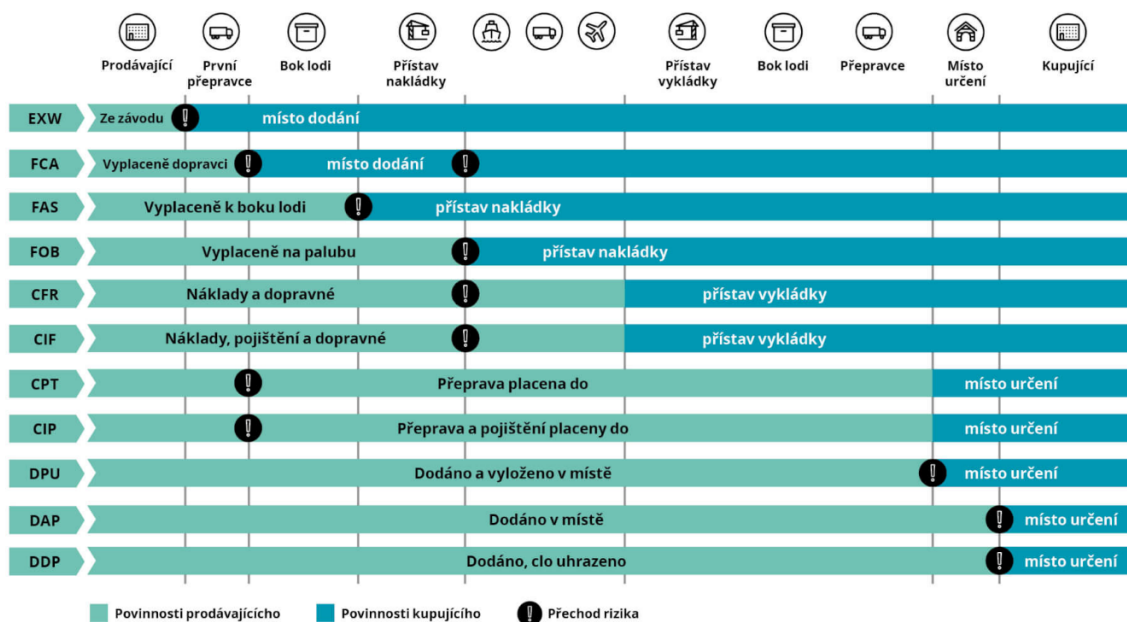 Prodávající
První
přepravce
Bok lodi
Přístav
nakládky
Přístav
vykládky
Bok lodi
Přepravce
Místo
určení
Kupující
EXW Ze závodu místo dodání
FCA Vyplaceně dopravci místo dodání
FAS Vyplaceně k boku lodi přístav nakládky
FOB Vyplaceně na palubu přístav nakládky
CFR Náklady a dopravné přístav vykládky
CIF Náklady, pojištění a dopravné přístav vykládky
CPT Přeprava placena do místo určení
CIP Přeprava a pojištění placeny do místo určení
DPU Dodáno a vyloženo v místě místo určení
DAP Dodáno v místě místo určení
DDP Dodáno, clo uhrazeno místo určení
Povinnosti prodávajícícho Povinnosti kupujícího Přechod rizika